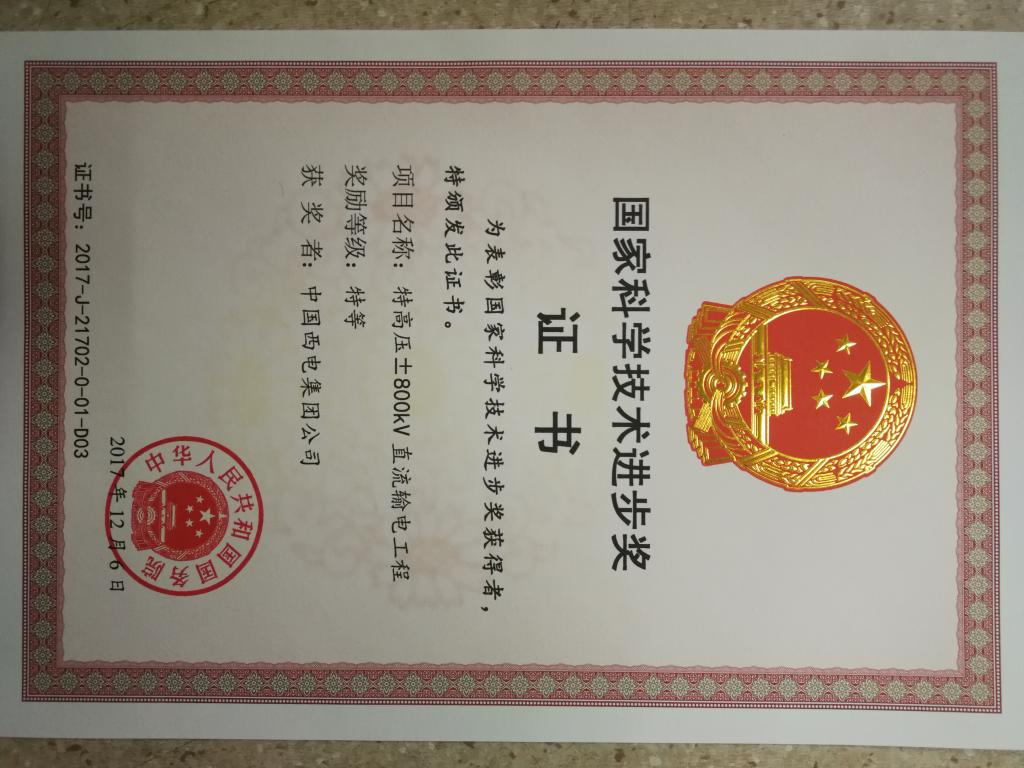 国家科学技术进步奖
证书
为表彰国家科学技术进步奖获得者，
特颁发此证书。
项目名称：特高压±800kV直流输电工程
奖励等级：特等
获奖者：中国西电集团公司
中华人民共和国国务院
2017年12月6日
证书号：2017-J-21702-0-01-D03